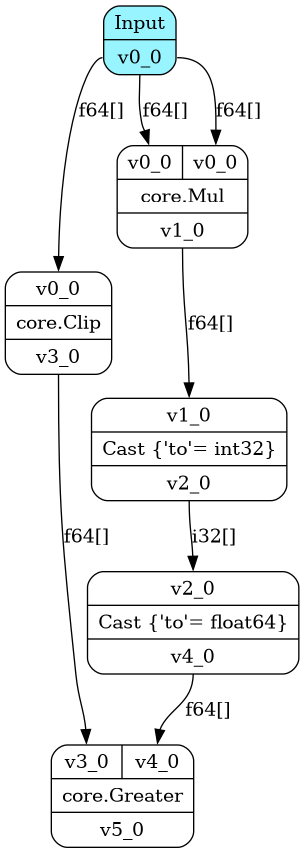 Input
v0_0
f64[]
f64[]
f64[]
v0_0
v0_0
core.Mul
v1_0
v0_0
core.Clip
v3_0
f64[]
v1_0
Cast {'to'= int32}
v2_0
f64[]
i32[]
v2_0
Cast {'to'= float64}
v4_0
f64[]
v3_0
v4_0
core.Greater
v5_0